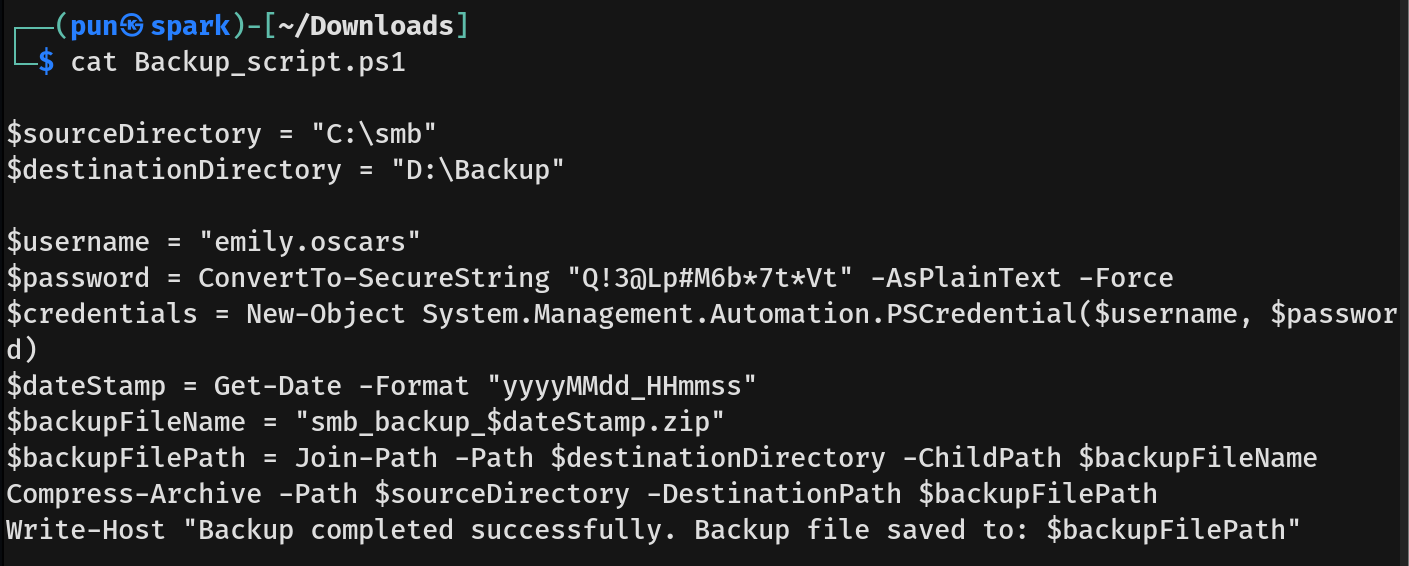 ┌──(pun㉿spark)-[~/Downloads]
└─$ cat Backup_script.ps1
$sourceDirectory = "C:\smb"
$destinationDirectory = "D:\Backup"
$username = "emily.oscars"
$password = ConvertTo-SecureString "Q!3@Lp#M6b*7t*Vt" -AsPlainText -Force
$credentials = New-Object System.Management.Automation.PSCredential($username, $passwor
d)
$dateStamp = Get-Date -Format "yyyyMMdd_HHmmss"
$backupFileName = "smb_backup_$dateStamp.zip"
$backupFilePath = Join-Path -Path $destinationDirectory -ChildPath $backupFileName
Compress-Archive -Path $sourceDirectory -DestinationPath $backupFilePath
Write-Host "Backup completed successfully. Backup file saved to: $backupFilePath"